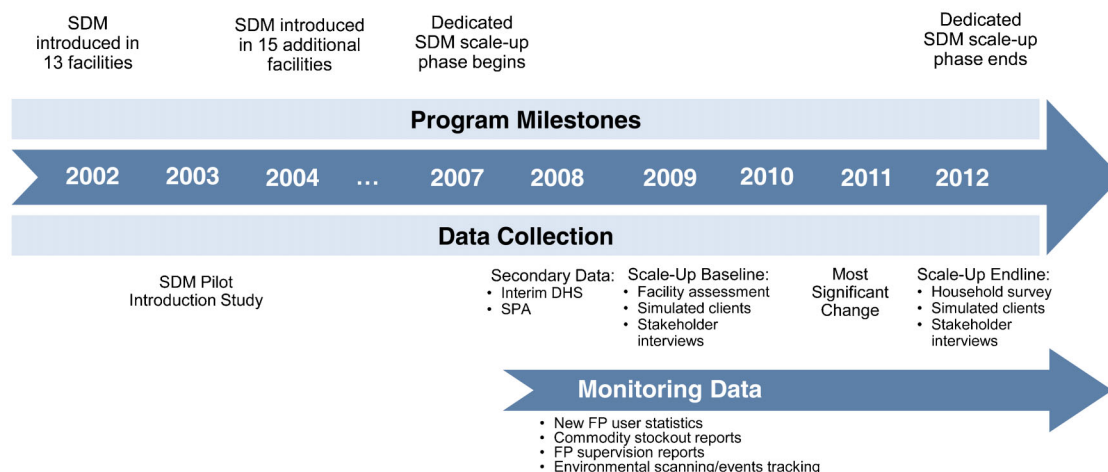 SDM
introduced in
13 facilities
SDM introduced
in 15 additional
facilities
Dedicated
SDM scale-up
phase begins
Dedicated
SDM scale-up
phase ends
Program Milestones
2002 2003 2004 ... 2007 2008 2009 2010 2011 2012
Data Collection
SDM Pilot
Introduction Study
Secondary Data:
• Interim DHS
• SPA
Scale-Up Baseline:
• Facility assessment
• Simulated clients
• Stakeholder
interviews
Most
Significant
Change
Scale-Up Endline:
• Household survey
• Simulated clients
• Stakeholder
interviews
Monitoring Data
• New FP user statistics
• Commodity stockout reports
• FP supervision reports
• Environmental scanning/events tracking